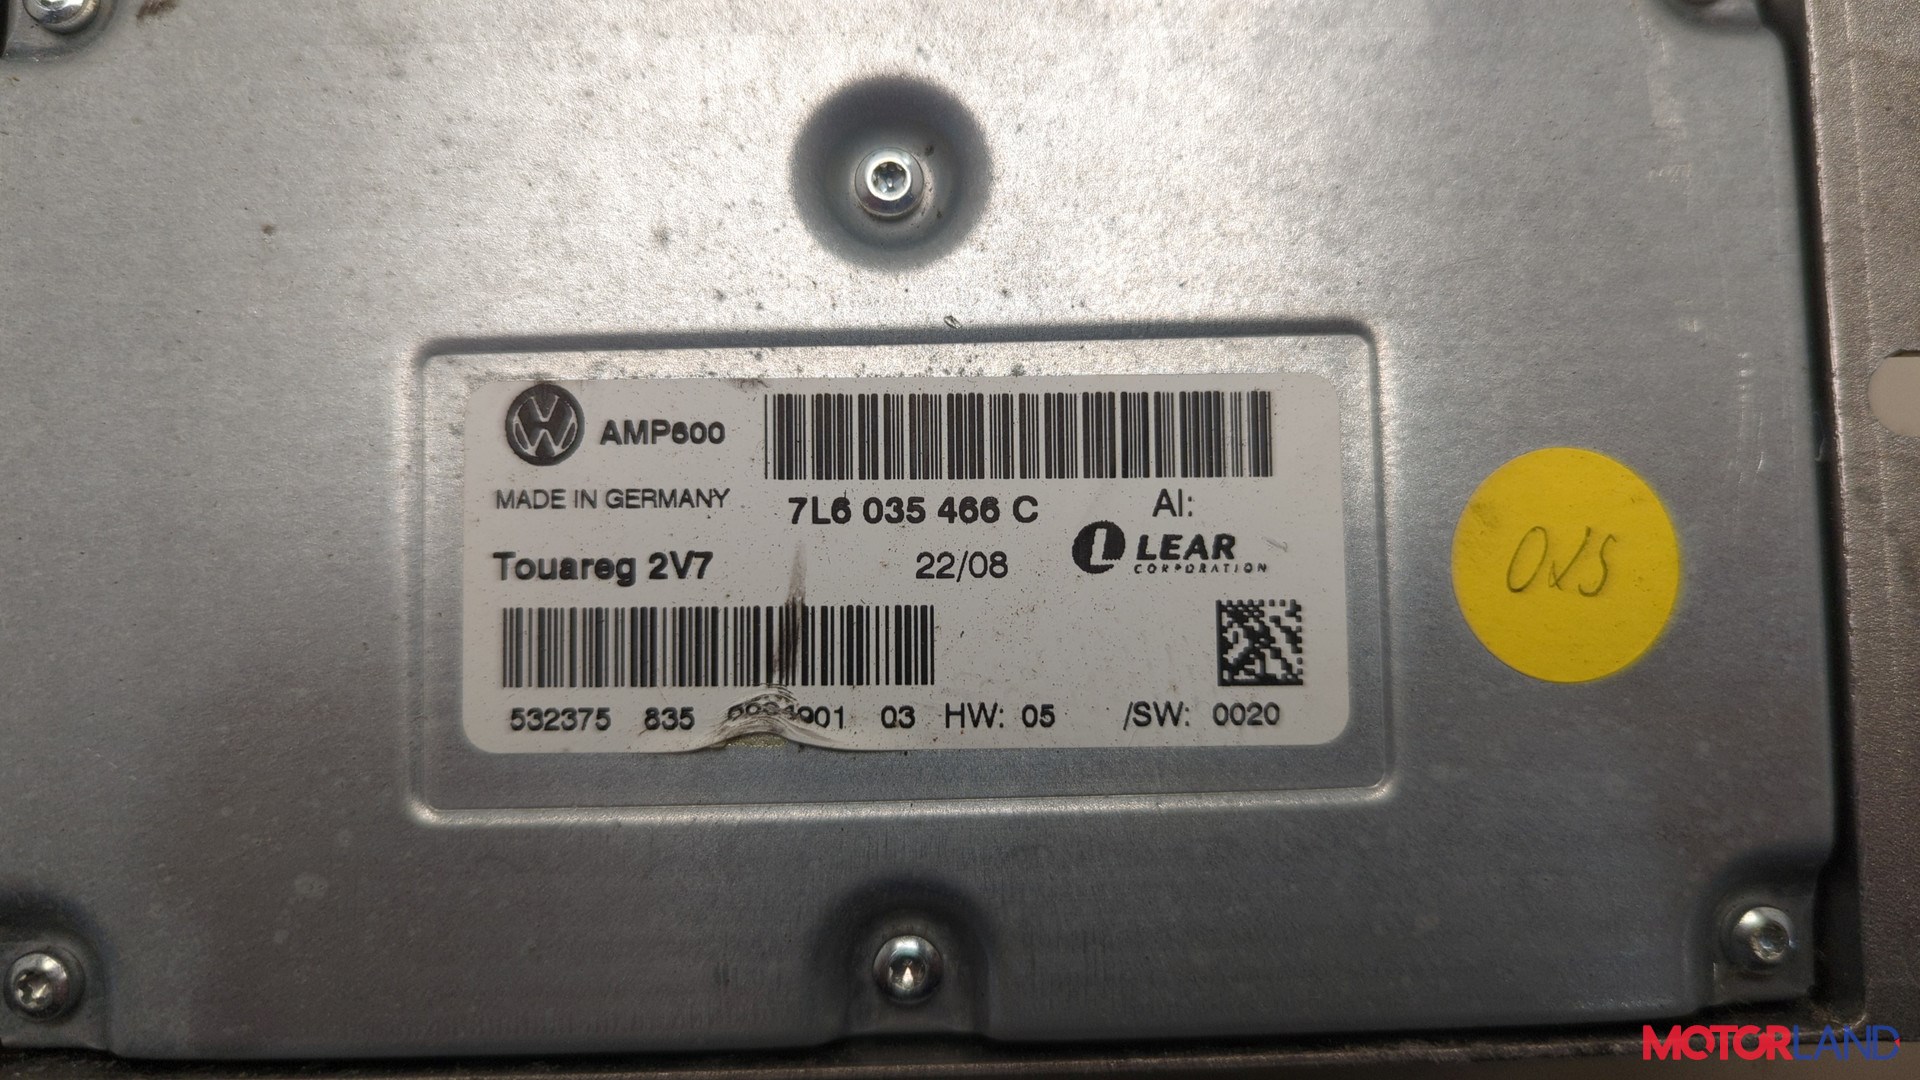 AMP600
MADE IN GERMANY
7L6 035 466 C
AI:
Touareg 2V7
22/08
LEAR
CORPORATION
532375 835 03 HW: 05 /SW: 0020
MOTORLAND